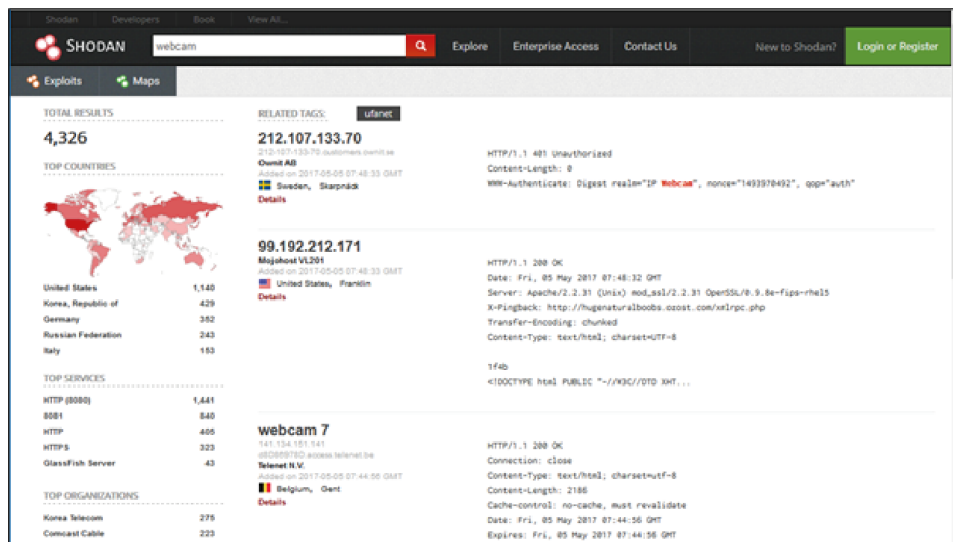 Shodan Developers Book View All...
SHODAN webcam Explore Enterprise Access Contact Us New to Shodan? Login or Register
Exploits Maps
TOTAL RESULTS
4,326
TOP COUNTRIES
United States 1,140
Korea, Republic of 429
Germany 352
Russian Federation 243
Italy 153
TOP SERVICES
HTTP (8080) 1,441
8081 840
HTTP 405
HTTPS 323
GlassFish Server 43
TOP ORGANIZATIONS
Korea Telecom 275
Comcast Cable 223
RELATED TAGS: ufanet
212.107.133.70
212-107-133-70.customers.ownit.se
Ownit AB
Added on 2017-05-05 07:48:33 GMT
Sweden, Skarpnäck
Details
HTTP/1.1 401 Unauthorized
Content-Length: 0
WWW-Authenticate: Digest realm="IP Webcam", nonce="1493970492", qop="auth"
99.192.212.171
Mojohost VL201
Added on 2017-05-05 07:48:33 GMT
United States, Franklin
Details
HTTP/1.1 200 OK
Date: Fri, 05 May 2017 07:48:32 GMT
Server: Apache/2.2.31 (Unix) mod_ssl/2.2.31 OpenSSL/0.9.8e-fips-rhel5
X-Pingback: http://hugenaturalboobs.ozost.com/xmlrpc.php
Transfer-Encoding: chunked
Content-Type: text/html; charset=UTF-8
1f4b
<!DOCTYPE html PUBLIC "-//W3C//DTD XHT...
webcam 7
141.134.151.141
Telenet N.V.
Added on 2017-05-05 07:44:56 GMT
Belgium, Gent
Details
HTTP/1.1 200 OK
Connection: close
Content-Type: text/html; charset=utf-8
Content-Length: 2186
Cache-control: no-cache, must revalidate
Date: Fri, 05 May 2017 07:44:56 GMT
Expires: Fri, 05 May 2017 07:44:56 GMT